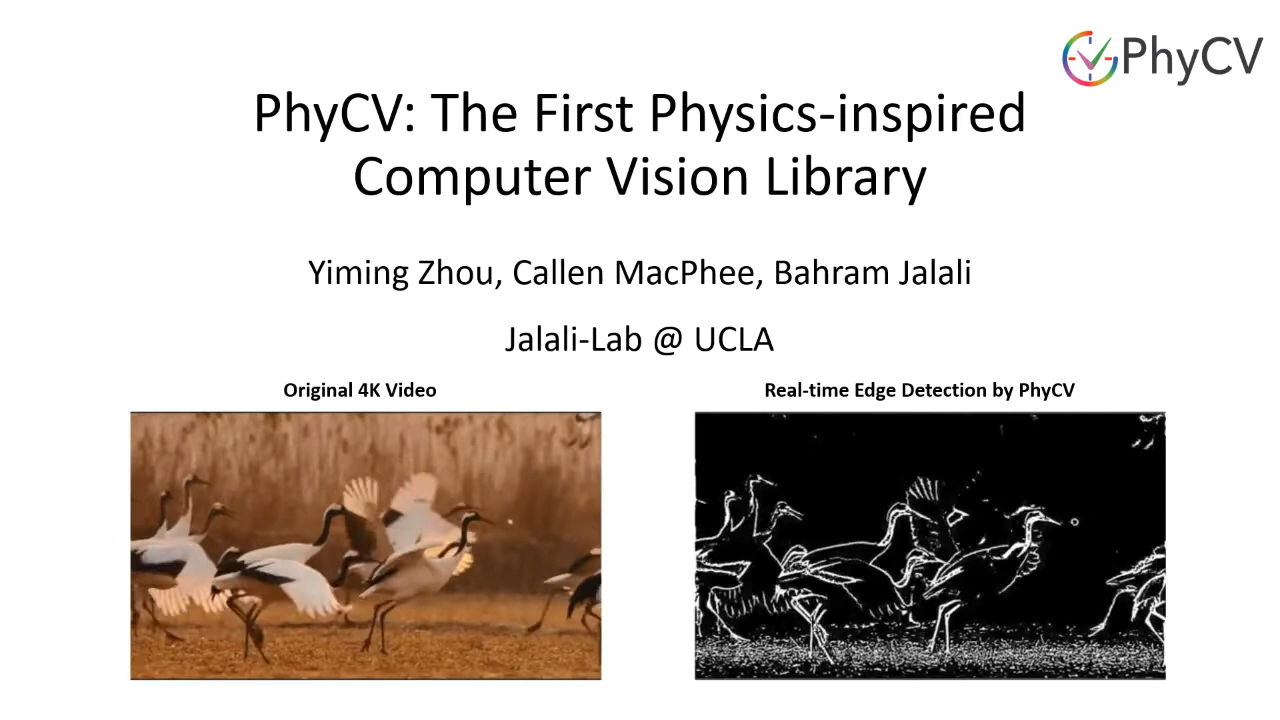 PhyCV
PhyCV: The First Physics-inspired
Computer Vision Library
Yiming Zhou, Callen MacPhee, Bahram Jalali
Jalali-Lab @ UCLA
Original 4K Video
Real-time Edge Detection by PhyCV